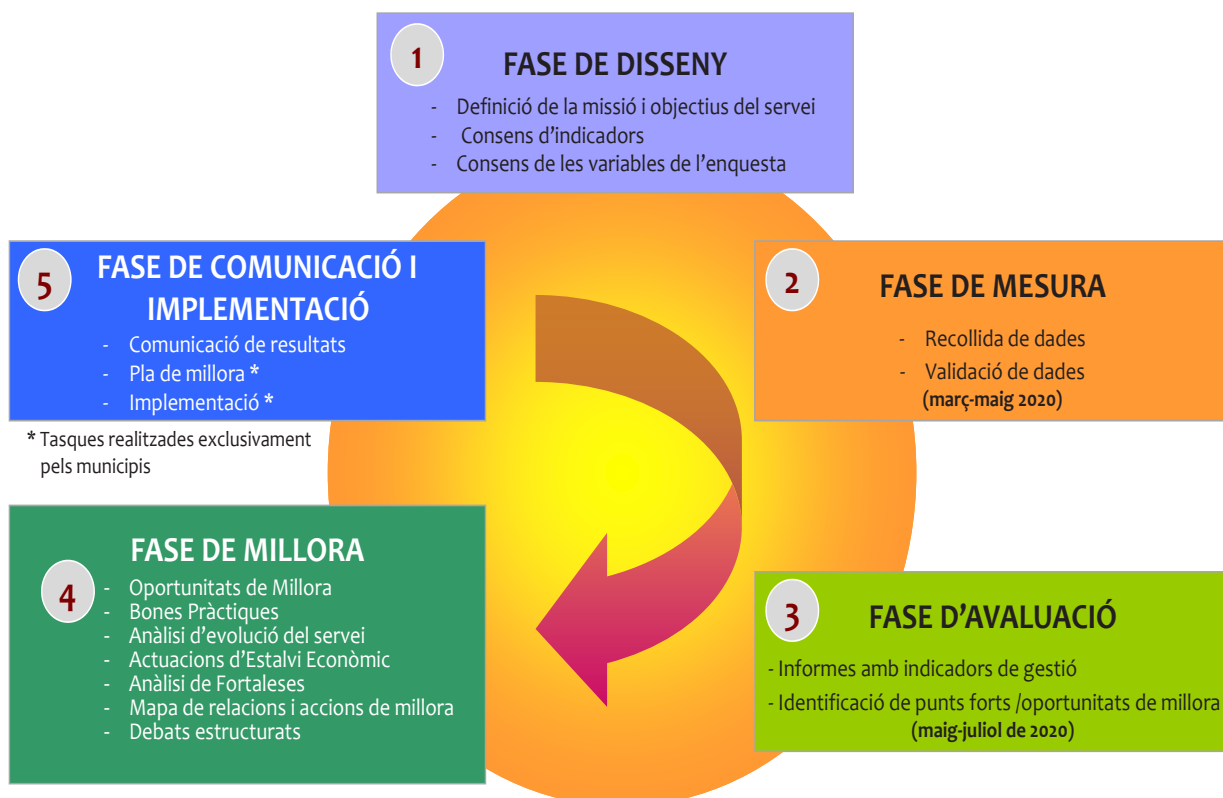 1
FASE DE DISSENY
- Definició de la missió i objectius del servei
- Consens d’indicadors
- Consens de les variables de l’enquesta
2
FASE DE MESURA
- Recollida de dades
- Validació de dades
(març-maig 2020)
3
FASE D’AVALUACIÓ
- Informes amb indicadors de gestió
- Identificació de punts forts /oportunitats de millora
(maig-juliol de 2020)
4
FASE DE MILLORA
- Oportunitats de Millora
- Bones Pràctiques
- Anàlisi d’evolució del servei
- Actuacions d’Estalvi Econòmic
- Anàlisi de Fortaleses
- Mapa de relacions i accions de millora
- Debats estructurats
5
FASE DE COMUNICACIÓ I
IMPLEMENTACIÓ
- Comunicació de resultats
- Pla de millora *
- Implementació *
* Tasques realitzades exclusivament
pels municipis